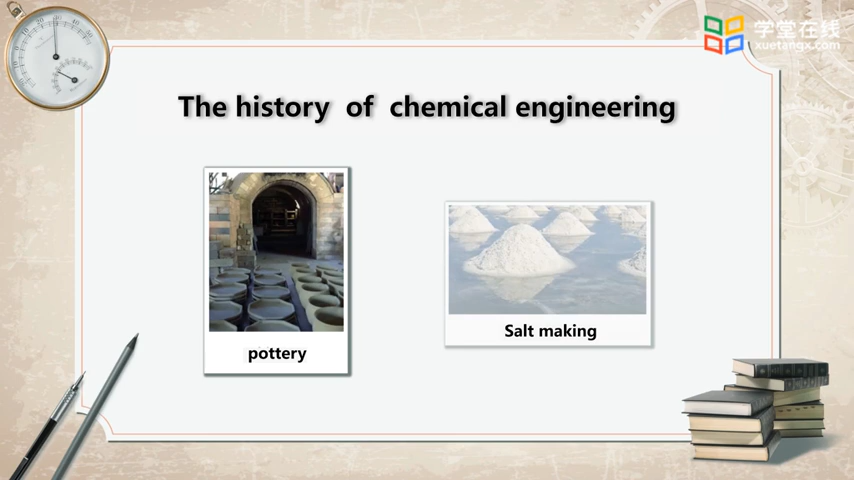 学堂在线
xuetangx.com
The history of chemical engineering
pottery
Salt making